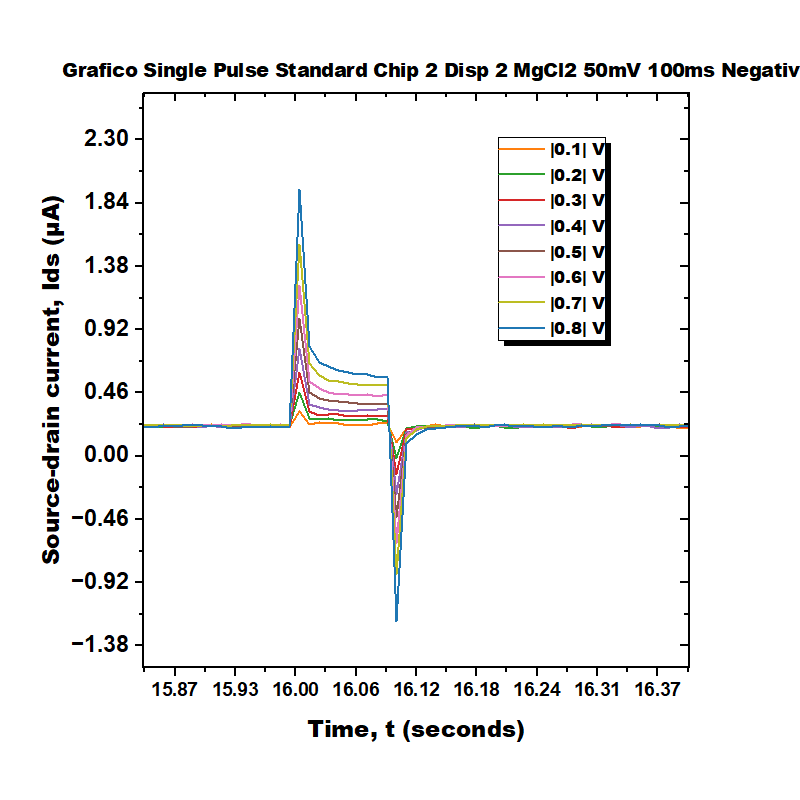 Grafico Single Pulse Standard Chip 2 Disp 2 MgCl2 50mV 100ms Negativ
2.30
1.84
1.38
0.92
0.46
0.00
−0.46
−0.92
−1.38
Source-drain current, Ids (µA)
|0.1| V
|0.2| V
|0.3| V
|0.4| V
|0.5| V
|0.6| V
|0.7| V
|0.8| V
15.87 15.93 16.00 16.06 16.12 16.18 16.24 16.31 16.37
Time, t (seconds)